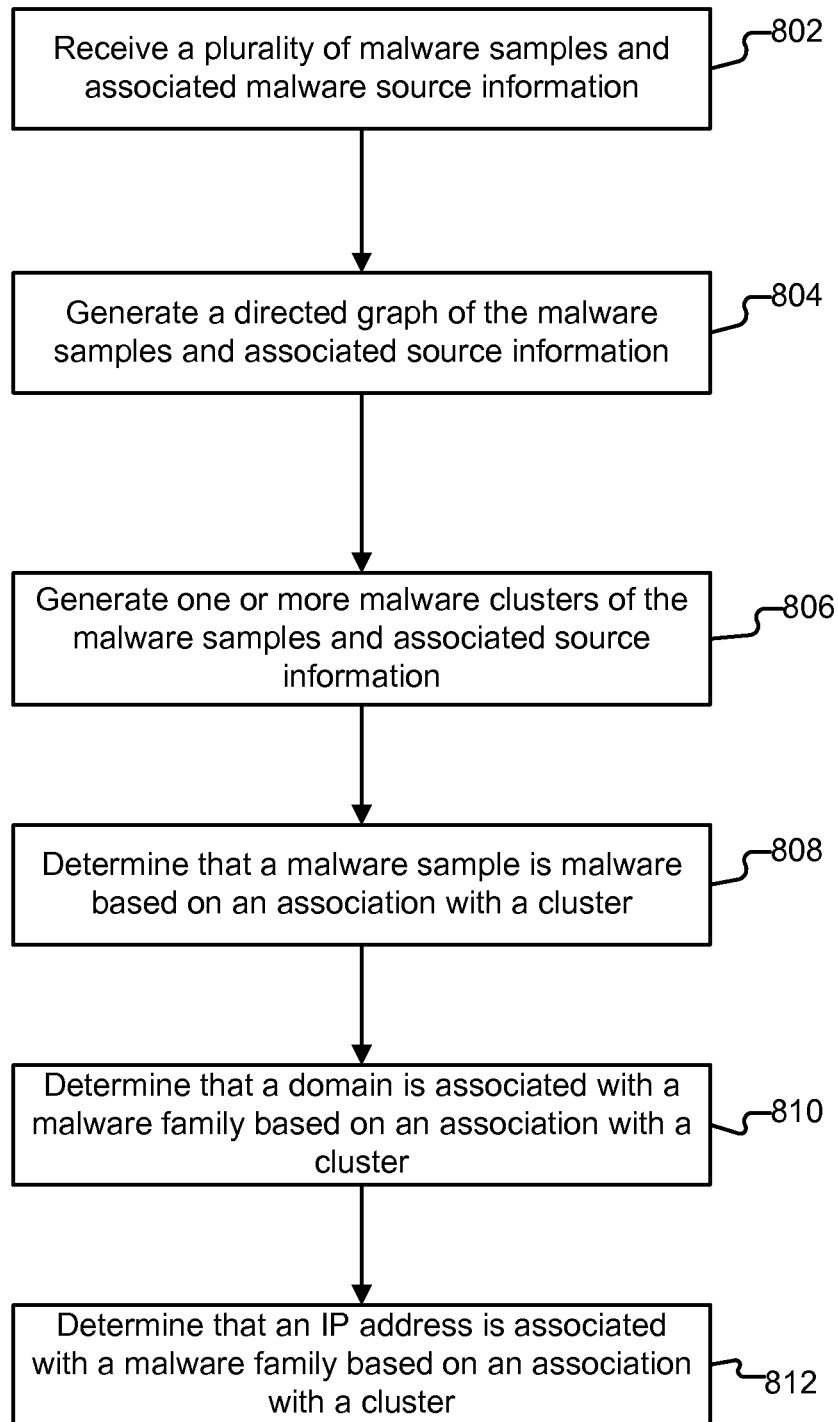 Receive a plurality of malware samples and
associated malware source information
802
Generate a directed graph of the malware
samples and associated source information
804
Generate one or more malware clusters of the
malware samples and associated source
information
806
Determine that a malware sample is malware
based on an association with a cluster
808
Determine that a domain is associated with a
malware family based on an association with a
cluster
810
Determine that an IP address is associated
with a malware family based on an association
with a cluster
812